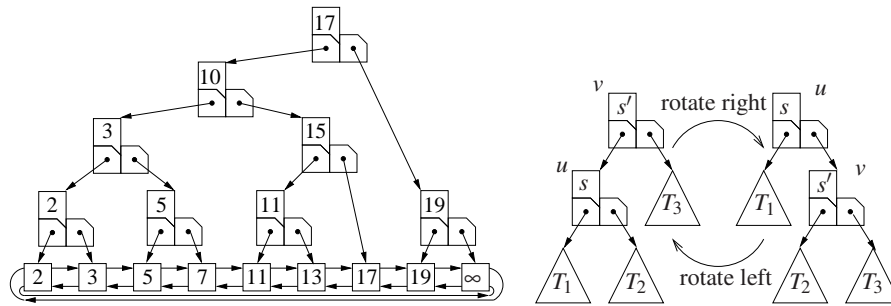 17
10
3
15
2
5
11
19
2 3 5 7 11 13 17 19 ∞
v
s′
rotate right
s
u
u
s
T3
T1
s′
v
T1
T2
rotate left
T2
T3